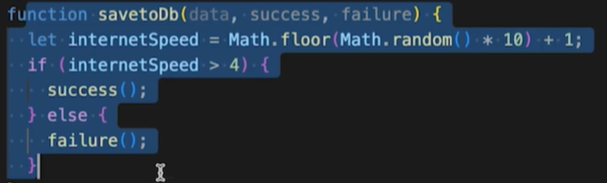 function savetoDb(data, success, failure) {
  let internetSpeed = Math.floor(Math.random() * 10) + 1;
  if (internetSpeed > 4) {
    success();
  } else {
    failure();
  }